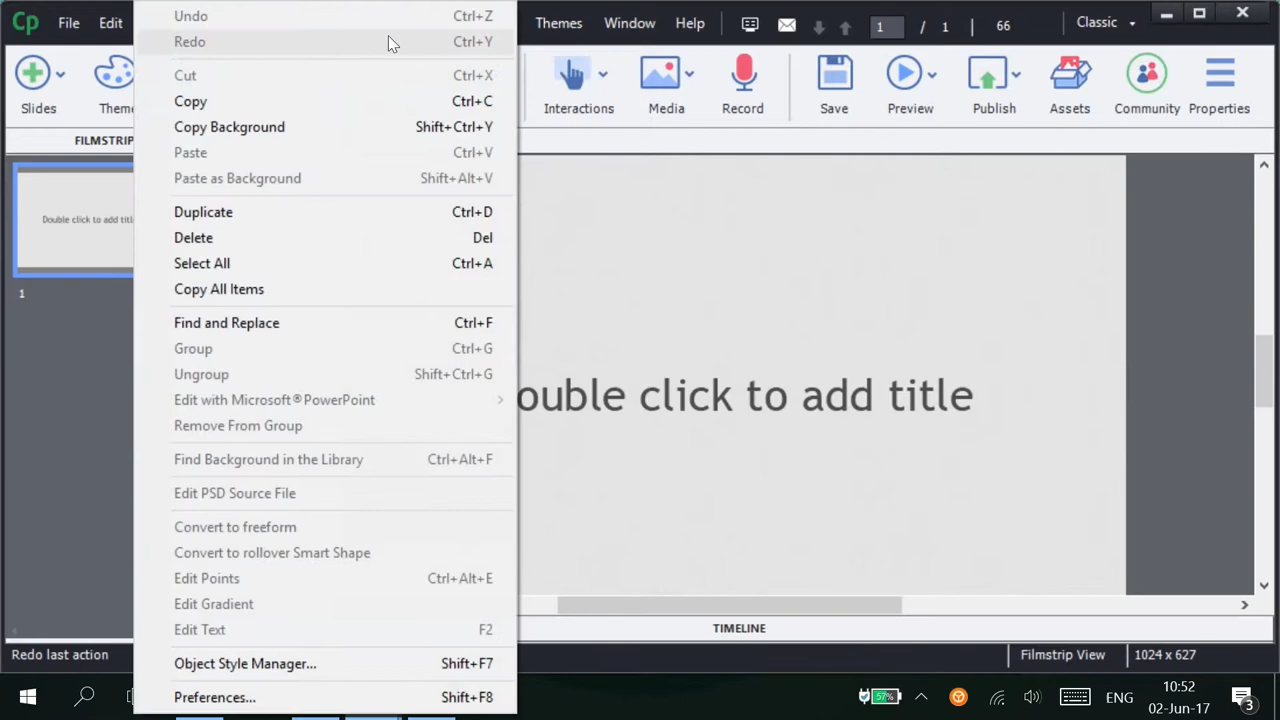 Cp File Edit Themes Window Help 1 / 1 66 Classic
Slides Them Interactions Media Record Save Preview Publish Assets Community Properties
FILMSTRIP
Double click to add title
1
Undo Ctrl+Z
Redo Ctrl+Y
Cut Ctrl+X
Copy Ctrl+C
Copy Background Shift+Ctrl+Y
Paste Ctrl+V
Paste as Background Shift+Alt+V
Duplicate Ctrl+D
Delete Del
Select All Ctrl+A
Copy All Items
Find and Replace Ctrl+F
Group Ctrl+G
Ungroup Shift+Ctrl+G
Edit with Microsoft®PowerPoint
Remove From Group
Find Background in the Library Ctrl+Alt+F
Edit PSD Source File
Convert to freeform
Convert to rollover Smart Shape
Edit Points Ctrl+Alt+E
Edit Gradient
Edit Text F2
Object Style Manager... Shift+F7
Preferences... Shift+F8
ouble click to add title
TIMELINE
Redo last action Filmstrip View 1024 x 627
57% ENG 10:52
02-Jun-17 3